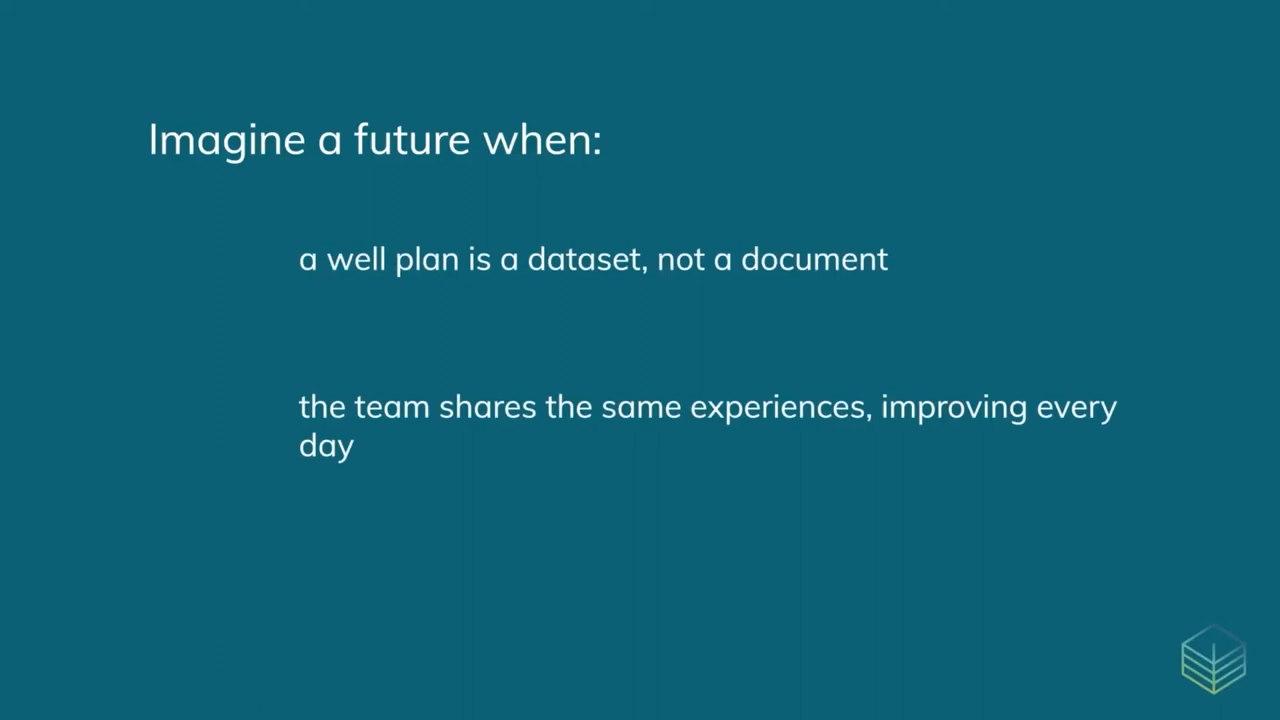 Imagine a future when:
a well plan is a dataset, not a document
the team shares the same experiences, improving every
day